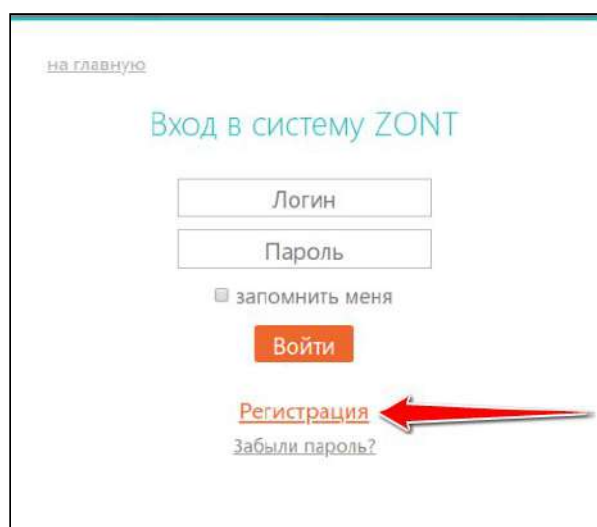 на главную
Вход в систему ZONT
Логин
Пароль
запомнить меня
Войти
Регистрация
Забыли пароль?